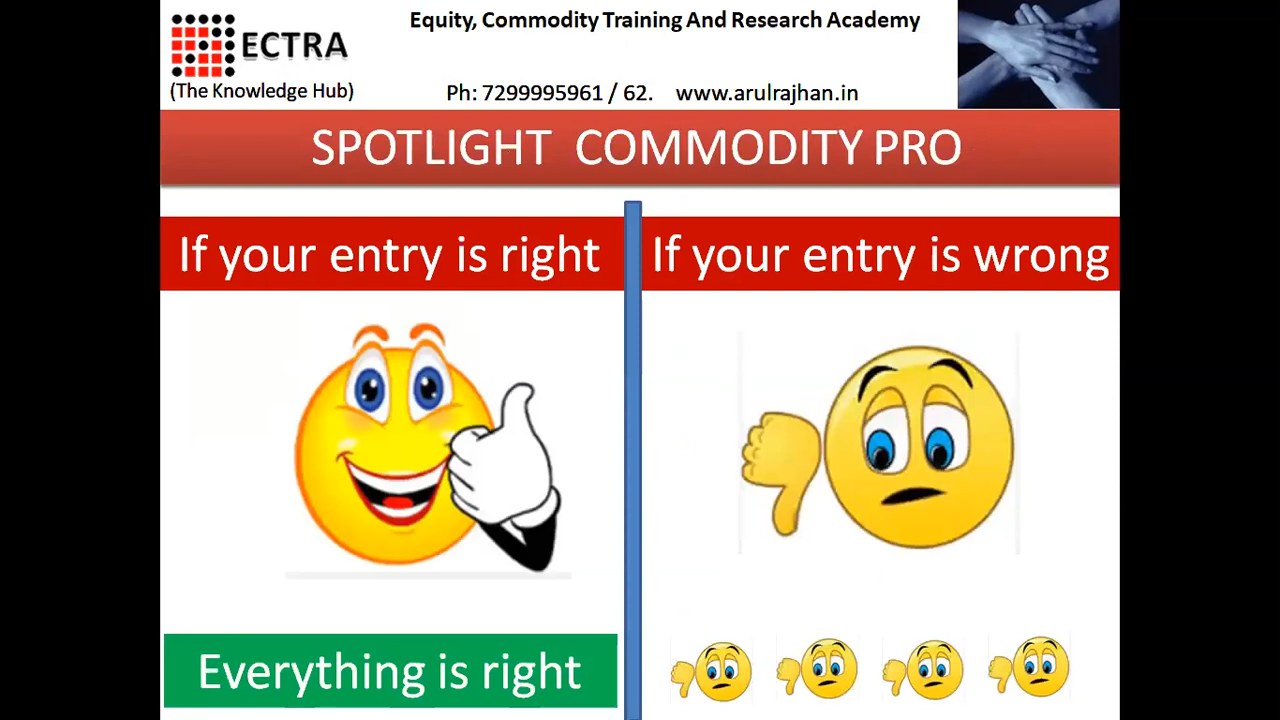 Equity, Commodity Training And Research Academy
ECTRA
(The Knowledge Hub)
Ph: 7299995961 / 62. www.arulrajhan.in
SPOTLIGHT COMMODITY PRO
If your entry is right
If your entry is wrong
Everything is right